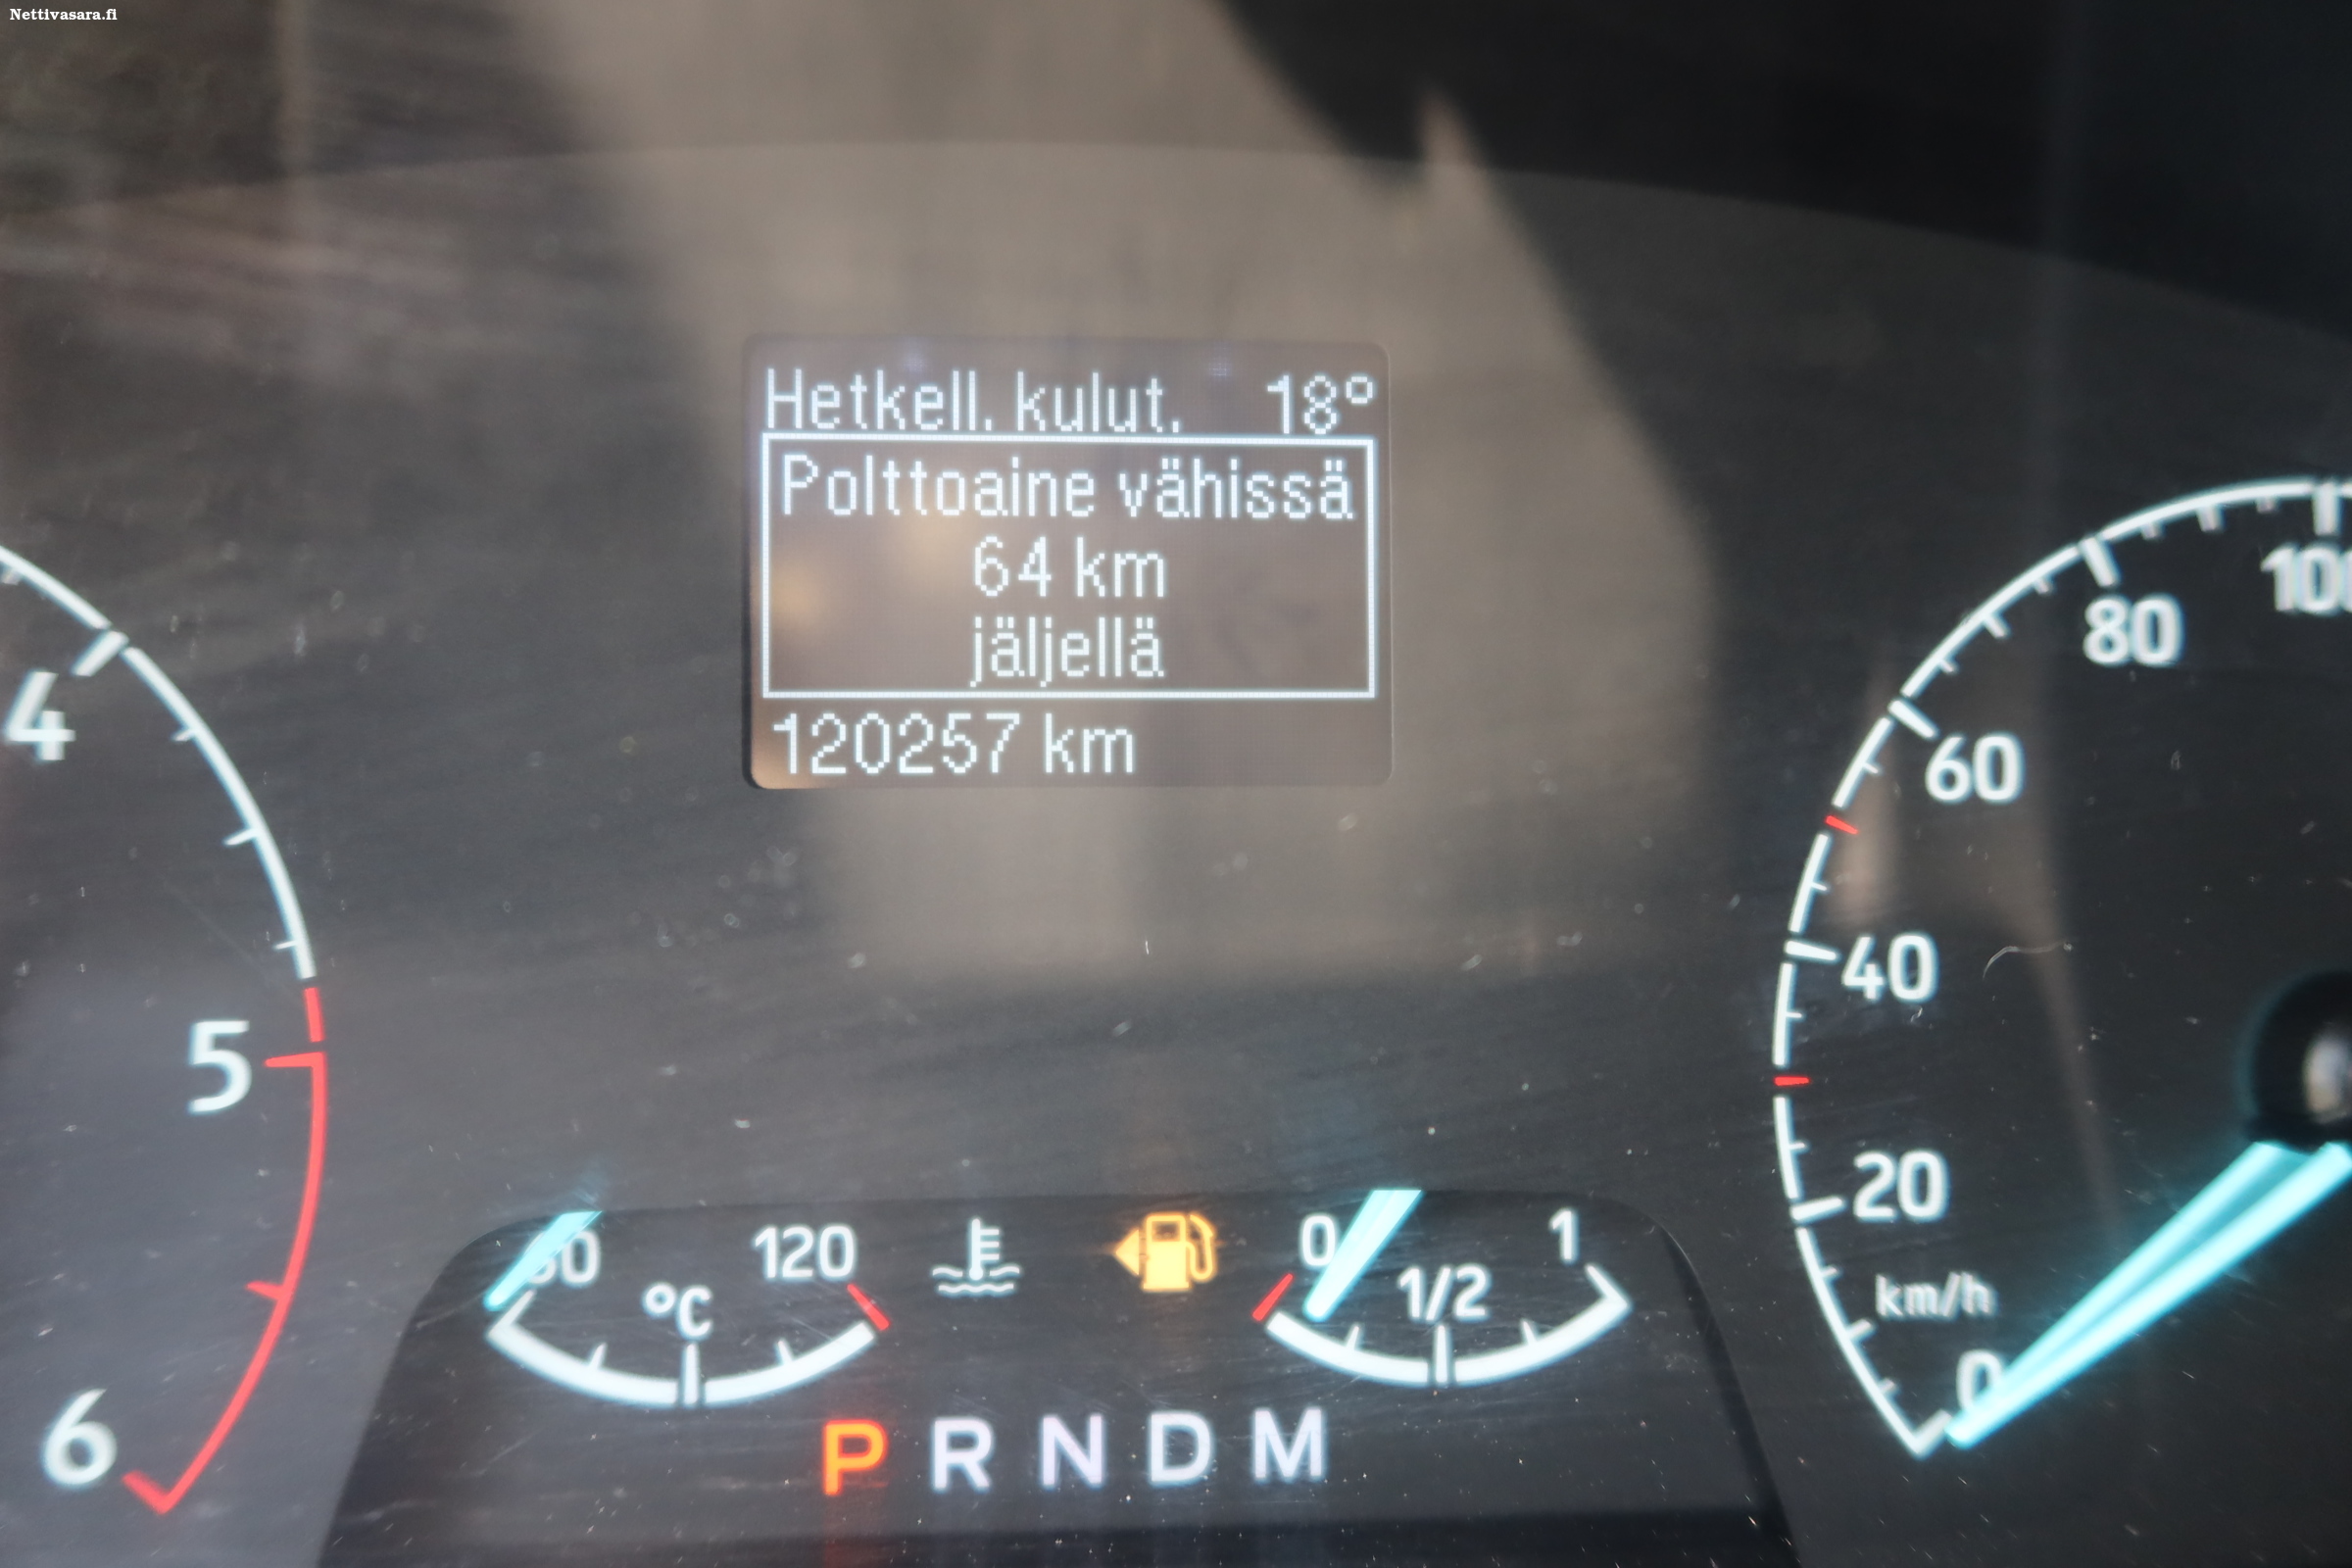 Nettivasara.fi
Hetkell. kulut. 18°
Polttoaine vähissä
64 km
jäljellä
120257 km
4
5
6
120
°C
0
1/2
1
P R N D M
100
80
60
40
20
km/h
0